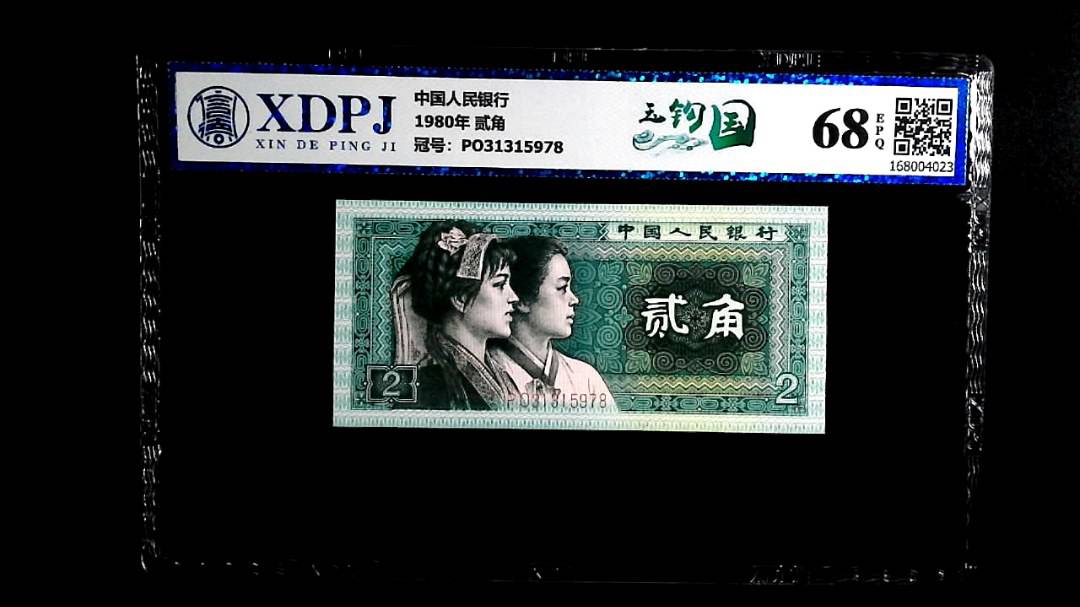 XDPJ
XIN DE PING JI
中国人民银行
1980年 贰角
冠号：PO31315978
玉钩国
68
EPQ
168004023
中国人民银行
贰角
2
2
PO31315978